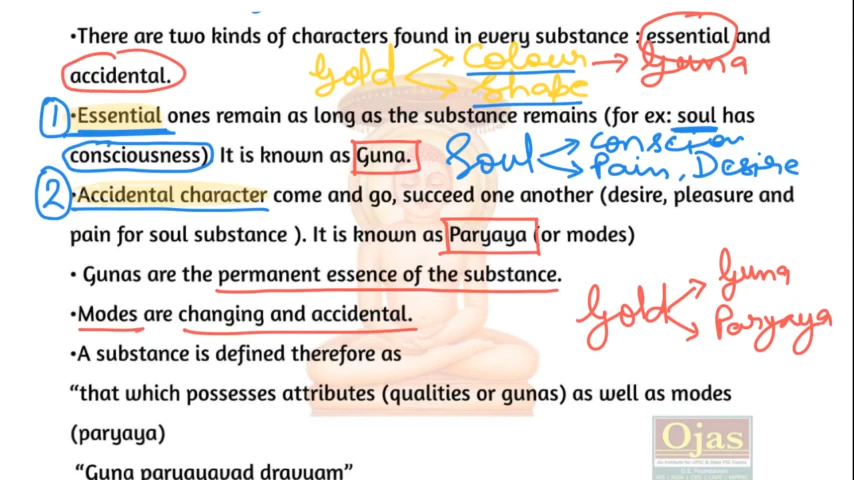 •There are two kinds of characters found in every substance : essential and
accidental.
Gold Colour → Guna
Shape
1 •Essential ones remain as long as the substance remains (for ex: soul has
consciousness) It is known as Guna.
Soul
Pain, Desire
2 •Accidental character come and go, succeed one another (desire, pleasure and
pain for soul substance ). It is known as Paryaya (or modes)
• Gunas are the permanent essence of the substance.
Guna
•Modes are changing and accidental.
Gold
Paryaya
•A substance is defined therefore as
“that which possesses attributes (qualities or gunas) as well as modes
(paryaya)
Ojas
“Guna paryayavad dravyam”